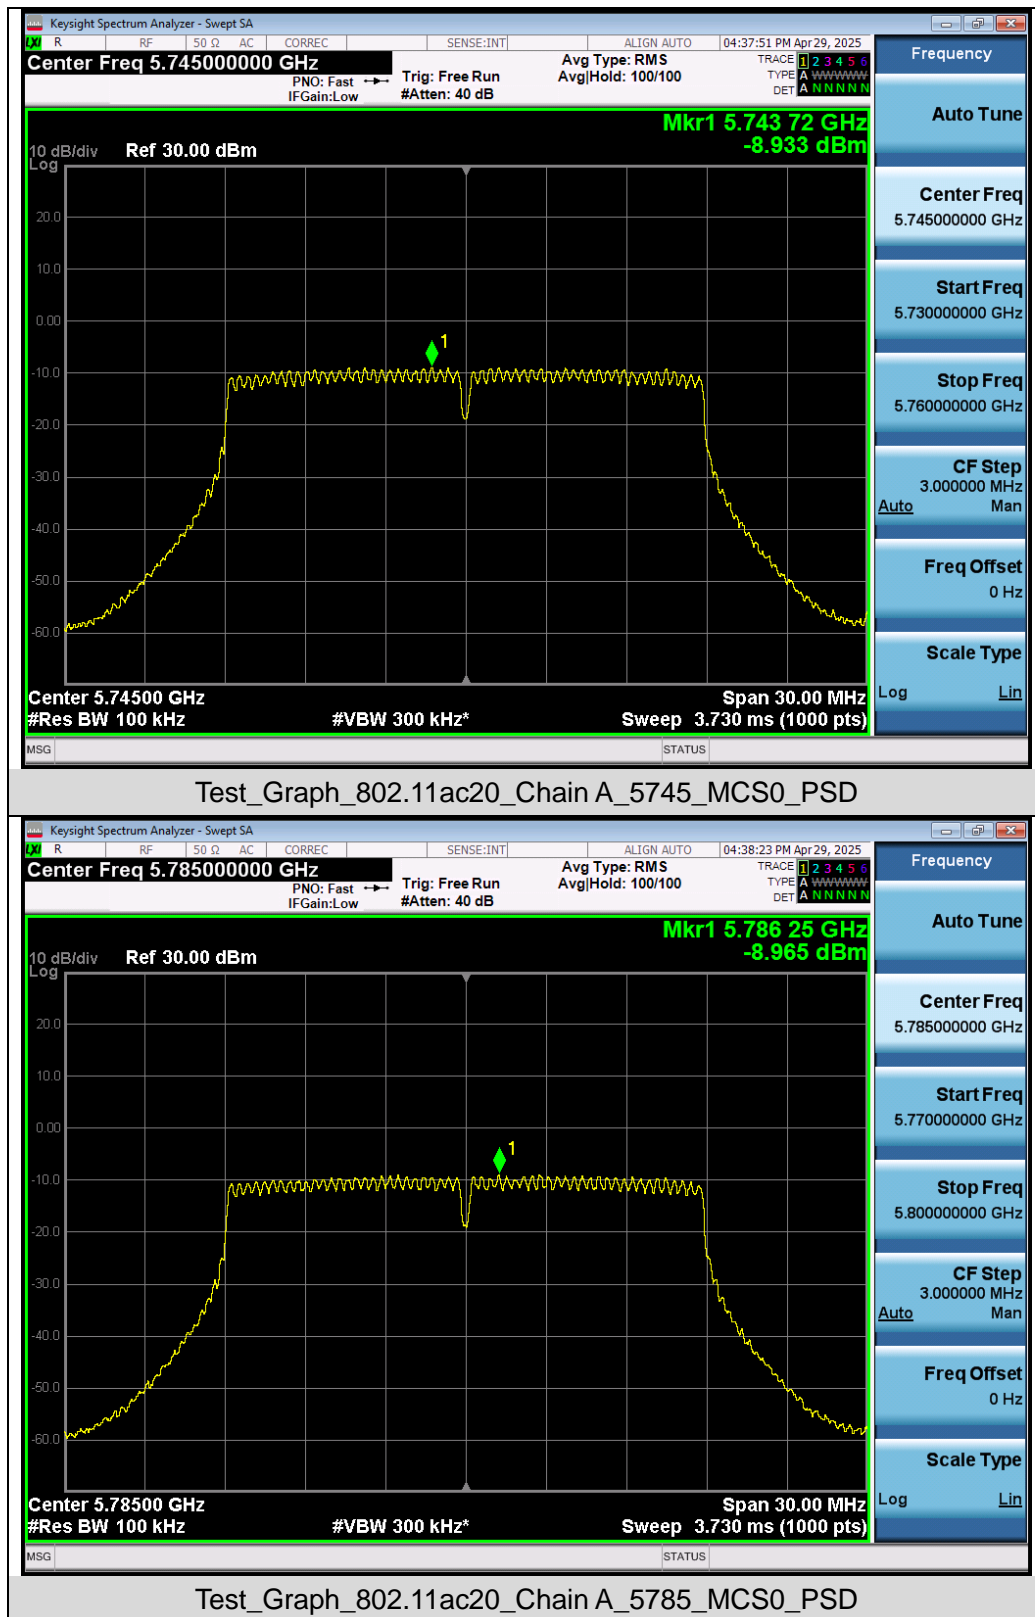 Keysight Spectrum Analyzer - Swept SA
LXI R RF 50 Ω AC CORREC SENSE:INT ALIGN AUTO 04:37:51 PM Apr 29, 2025
Center Freq 5.745000000 GHz
PNO: Fast
IFGain:Low
Trig: Free Run
#Atten: 40 dB
Avg Type: RMS
Avg|Hold: 100/100
TRACE 1 2 3 4 5 6
TYPE A WWWWW
DET A N N N N N
Frequency
Mkr1 5.743 72 GHz
-8.933 dBm
10 dB/div Ref 30.00 dBm
Log
20.0
10.0
0.00
-10.0
-20.0
-30.0
-40.0
-50.0
-60.0
1
Center 5.74500 GHz Span 30.00 MHz
#Res BW 100 kHz #VBW 300 kHz* Sweep 3.730 ms (1000 pts)
Auto Tune
Center Freq
5.745000000 GHz
Start Freq
5.730000000 GHz
Stop Freq
5.760000000 GHz
CF Step
3.000000 MHz
Auto Man
Freq Offset
0 Hz
Scale Type
Log Lin
MSG STATUS
Test_Graph_802.11ac20_Chain A_5745_MCS0_PSD
Keysight Spectrum Analyzer - Swept SA
LXI R RF 50 Ω AC CORREC SENSE:INT ALIGN AUTO 04:38:23 PM Apr 29, 2025
Center Freq 5.785000000 GHz
PNO: Fast
IFGain:Low
Trig: Free Run
#Atten: 40 dB
Avg Type: RMS
Avg|Hold: 100/100
TRACE 1 2 3 4 5 6
TYPE A WWWWW
DET A N N N N N
Frequency
Mkr1 5.786 25 GHz
-8.965 dBm
10 dB/div Ref 30.00 dBm
Log
20.0
10.0
0.00
-10.0
-20.0
-30.0
-40.0
-50.0
-60.0
1
Center 5.78500 GHz Span 30.00 MHz
#Res BW 100 kHz #VBW 300 kHz* Sweep 3.730 ms (1000 pts)
Auto Tune
Center Freq
5.785000000 GHz
Start Freq
5.770000000 GHz
Stop Freq
5.800000000 GHz
CF Step
3.000000 MHz
Auto Man
Freq Offset
0 Hz
Scale Type
Log Lin
MSG STATUS
Test_Graph_802.11ac20_Chain A_5785_MCS0_PSD